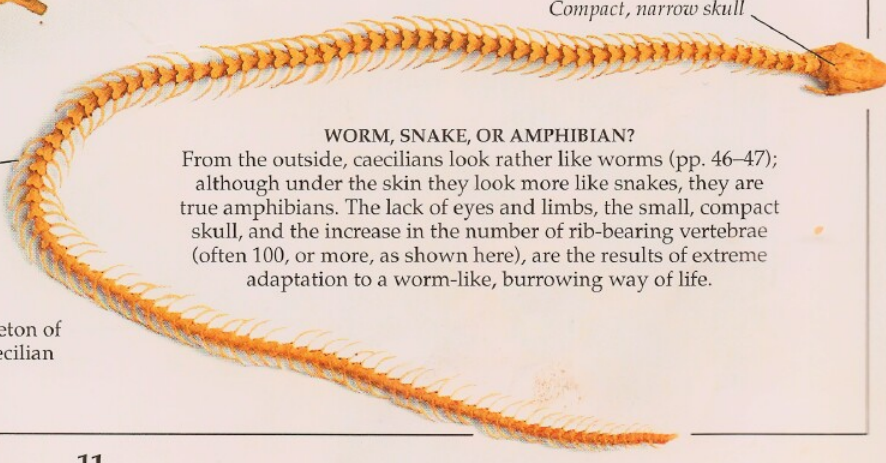 Compact, narrow skull
WORM, SNAKE, OR AMPHIBIAN?
From the outside, caecilians look rather like worms (pp. 46–47);
although under the skin they look more like snakes, they are
true amphibians. The lack of eyes and limbs, the small, compact
skull, and the increase in the number of rib-bearing vertebrae
(often 100, or more, as shown here), are the results of extreme
adaptation to a worm-like, burrowing way of life.
eton of
ecilian
11